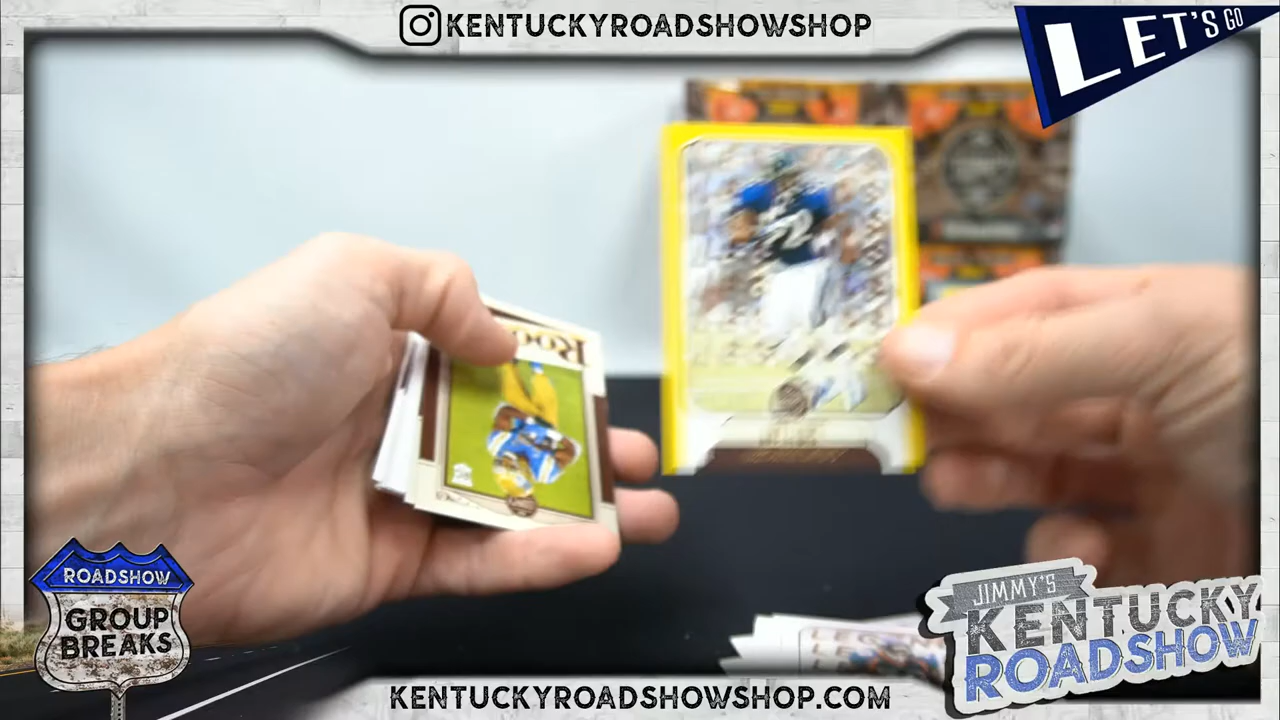 KENTUCKYROADSHOWSHOP
LET'S GO
ROADSHOW
GROUP
BREAKS
JIMMY'S
KENTUCKY
ROADSHOW
KENTUCKYROADSHOWSHOP.COM